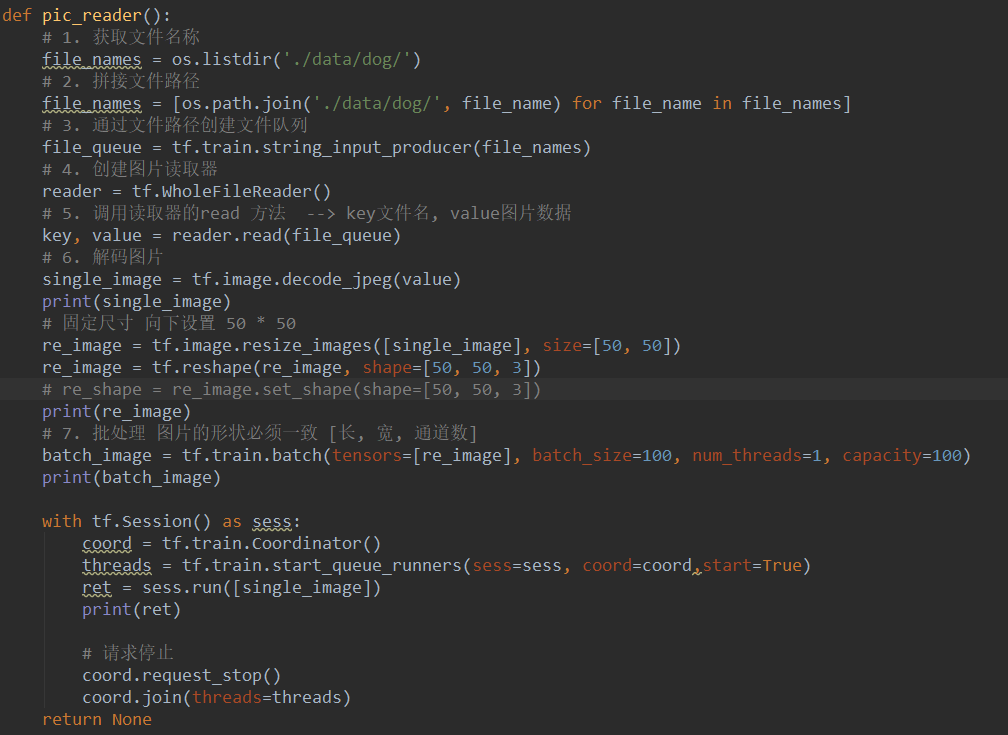 def pic_reader():
    # 1. 获取文件名称
    file_names = os.listdir('./data/dog/')
    # 2. 拼接文件路径
    file_names = [os.path.join('./data/dog/', file_name) for file_name in file_names]
    # 3. 通过文件路径创建文件队列
    file_queue = tf.train.string_input_producer(file_names)
    # 4. 创建图片读取器
    reader = tf.WholeFileReader()
    # 5. 调用读取器的read 方法  --> key文件名, value图片数据
    key, value = reader.read(file_queue)
    # 6. 解码图片
    single_image = tf.image.decode_jpeg(value)
    print(single_image)
    # 固定尺寸 向下设置 50 * 50
    re_image = tf.image.resize_images([single_image], size=[50, 50])
    re_image = tf.reshape(re_image, shape=[50, 50, 3])
    # re_shape = re_image.set_shape(shape=[50, 50, 3])
    print(re_image)
    # 7. 批处理 图片的形状必须一致 [长, 宽, 通道数]
    batch_image = tf.train.batch(tensors=[re_image], batch_size=100, num_threads=1, capacity=100)
    print(batch_image)

    with tf.Session() as sess:
        coord = tf.train.Coordinator()
        threads = tf.train.start_queue_runners(sess=sess, coord=coord,start=True)
        ret = sess.run([single_image])
        print(ret)

        # 请求停止
        coord.request_stop()
        coord.join(threads=threads)
    return None